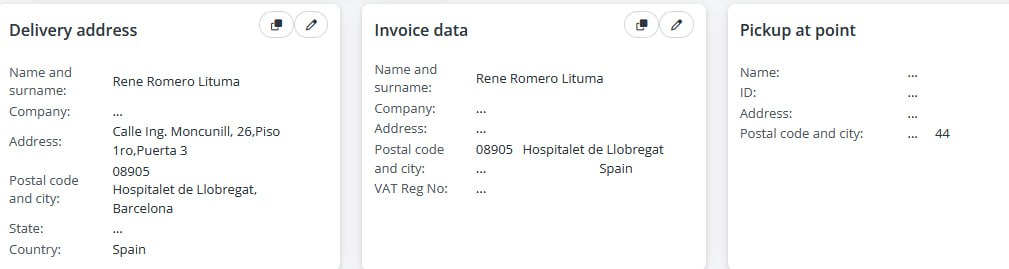 Delivery address
Name and surname: Rene Romero Lituma
Company: ...
Address: Calle Ing. Moncunill, 26,Piso
1ro,Puerta 3
Postal code and city: 08905
Hospitalet de Llobregat,
Barcelona
State: ...
Country: Spain
Invoice data
Name and surname: Rene Romero Lituma
Company: ...
Address: ...
Postal code 08905 Hospitalet de Llobregat
and city: ... Spain
VAT Reg No: ...
Pickup at point
Name: ...
ID: ...
Address: ...
Postal code and city: ... 44